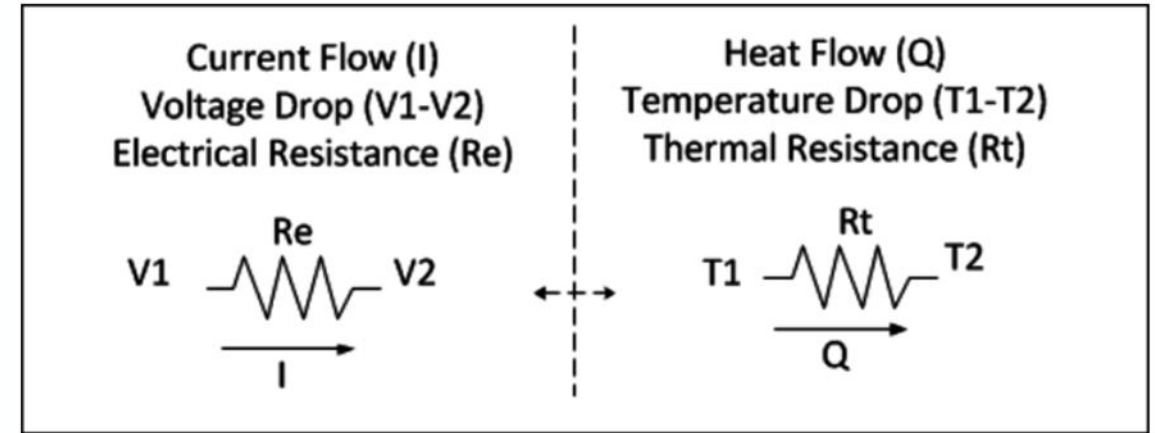 Current Flow (I)
Voltage Drop (V1-V2)
Electrical Resistance (Re)
Re
V1
V2
I
Heat Flow (Q)
Temperature Drop (T1-T2)
Thermal Resistance (Rt)
Rt
T1
T2
Q